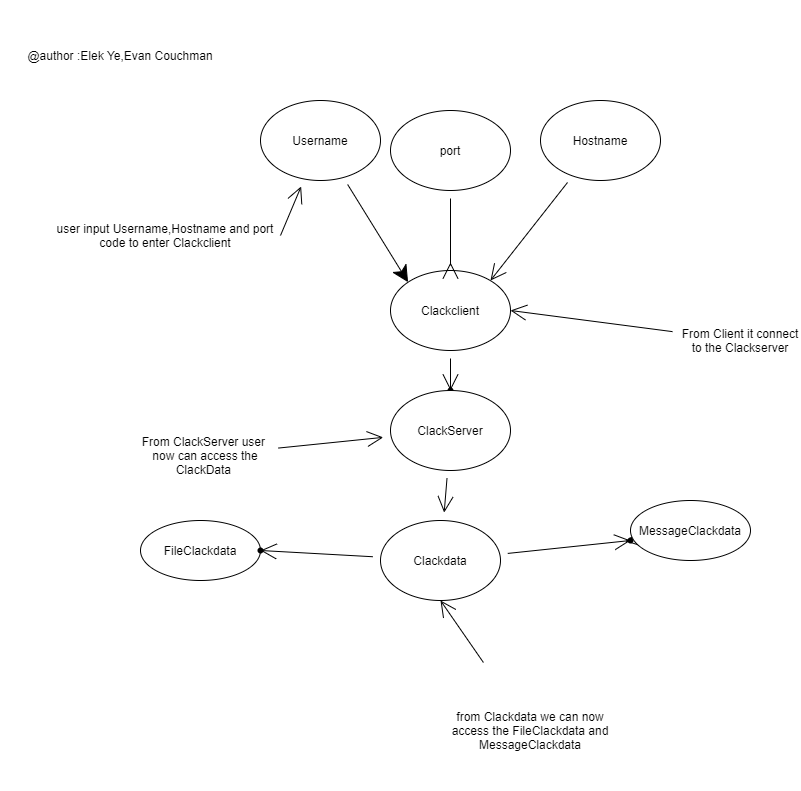 @author :Elek Ye,Evan Couchman
Username
port
Hostname
user input Username,Hostname and port
code to enter Clackclient
Clackclient
From Client it connect
to the Clackserver
ClackServer
From ClackServer user
now can access the
ClackData
FileClackdata
Clackdata
MessageClackdata
from Clackdata we can now
access the FileClackdata and
MessageClackdata